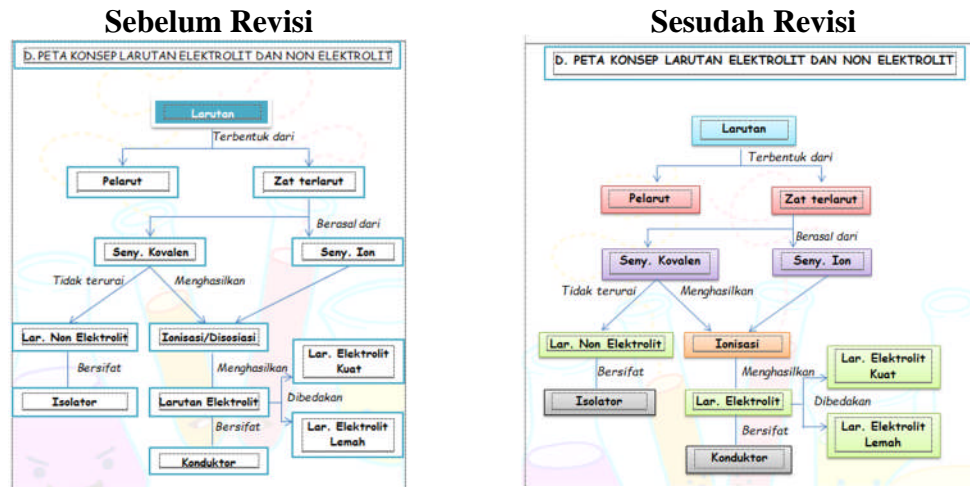 Sebelum Revisi
D. PETA KONSEP LARUTAN ELEKTROLIT DAN NON ELEKTROLIT
Larutan
Terbentuk dari
Pelarut
Zat terlarut
Berasal dari
Seny. Kovalen
Seny. Ion
Tidak terurai
Menghasilkan
Lar. Non Elektrolit
Ionisasi/Disosiasi
Lar. Elektrolit
Kuat
Bersifat
Menghasilkan
Isolator
Larutan Elektrolit
Dibedakan
Bersifat
Lar. Elektrolit
Lemah
Konduktor
Sesudah Revisi
D. PETA KONSEP LARUTAN ELEKTROLIT DAN NON ELEKTROLIT
Larutan
Terbentuk dari
Pelarut
Zat terlarut
Berasal dari
Seny. Kovalen
Seny. Ion
Tidak terurai
Menghasilkan
Lar. Non Elektrolit
Ionisasi
Lar. Elektrolit
Kuat
Bersifat
Menghasilkan
Isolator
Lar. Elektrolit
Dibedakan
Bersifat
Lar. Elektrolit
Lemah
Konduktor